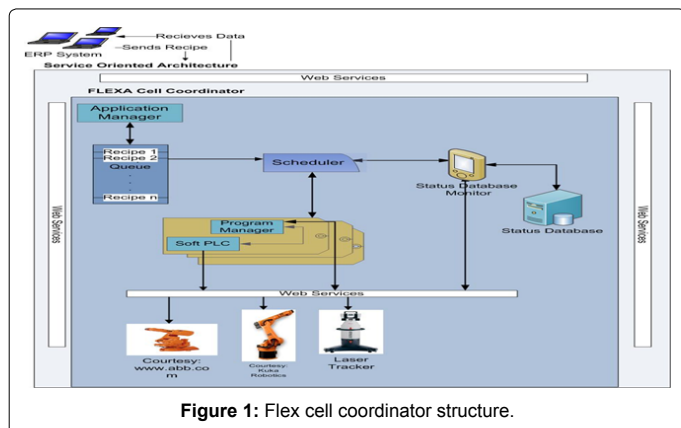 Recieves Data
ERP System
Sends Recipe
Service Oriented Architecture
Web Services
FLEXA Cell Coordinator
Application
Manager
Recipe 1
Recipe 2
Queue
.
.
.
Recipe n
Scheduler
Status Database
Monitor
Status Database
Program
Manager
Soft PLC
Web Services
Web Services
Web Services
Courtesy:
www.abb.co
m
Courtesy:
Kuka
Robotics
Laser
Tracker
Figure 1: Flex cell coordinator structure.